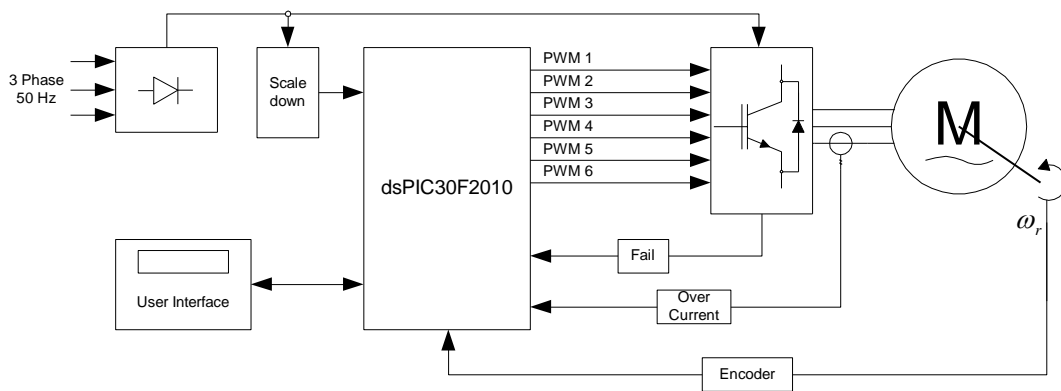 3 Phase
50 Hz
Scale
down
dsPIC30F2010
PWM 1
PWM 2
PWM 3
PWM 4
PWM 5
PWM 6
M
ω_r
Fail
Over
Current
User Interface
Encoder